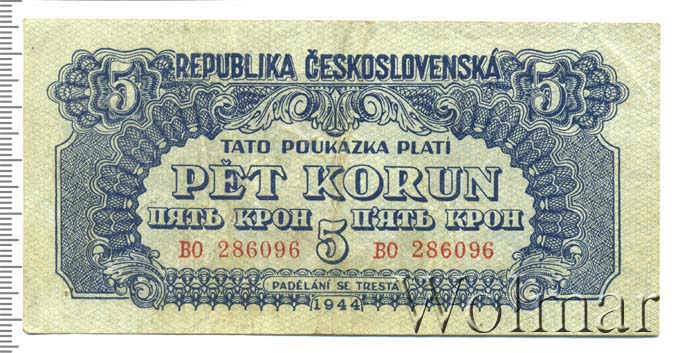 5 REPUBLIKA ČESKOSLOVENSKÁ 5
TATO POUKÁZKA PLATÍ
PĚT KORUN
ПЯТЬ КРОН П'ЯТЬ КРОН
BO 286096 5 BO 286096
PADĚLÁNÍ SE TRESTÁ
1944
Wolmar